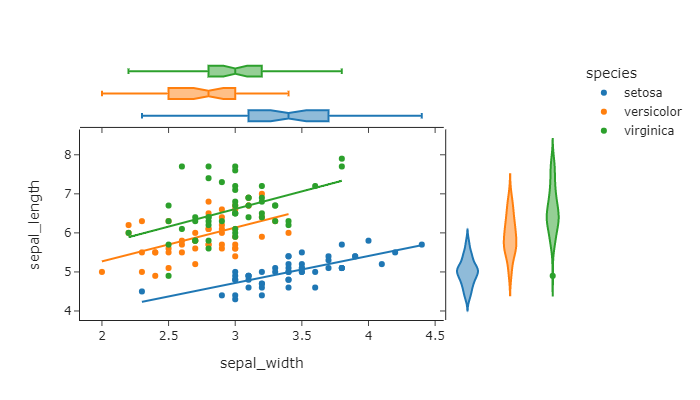 species
setosa
versicolor
virginica
8
7
6
5
4
sepal_length
2
2.5
3
3.5
4
4.5
sepal_width